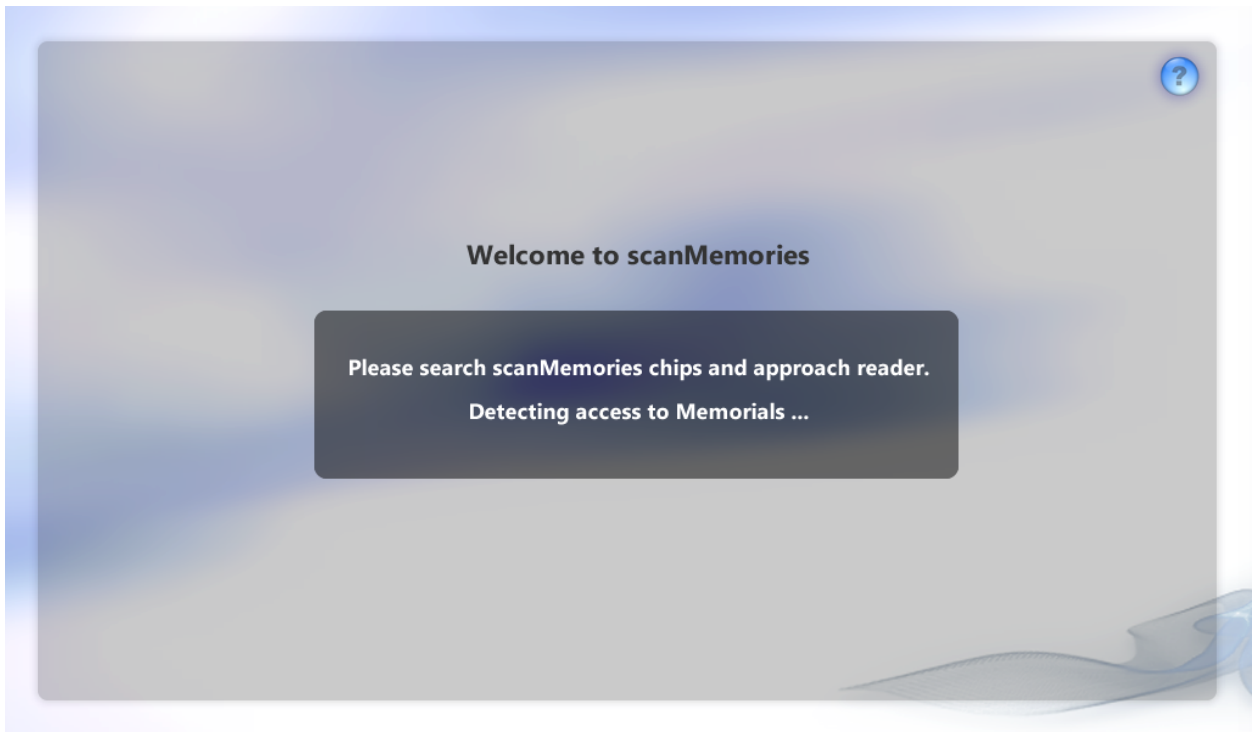 ?
Welcome to scanMemories
Please search scanMemories chips and approach reader.
Detecting access to Memorials ...